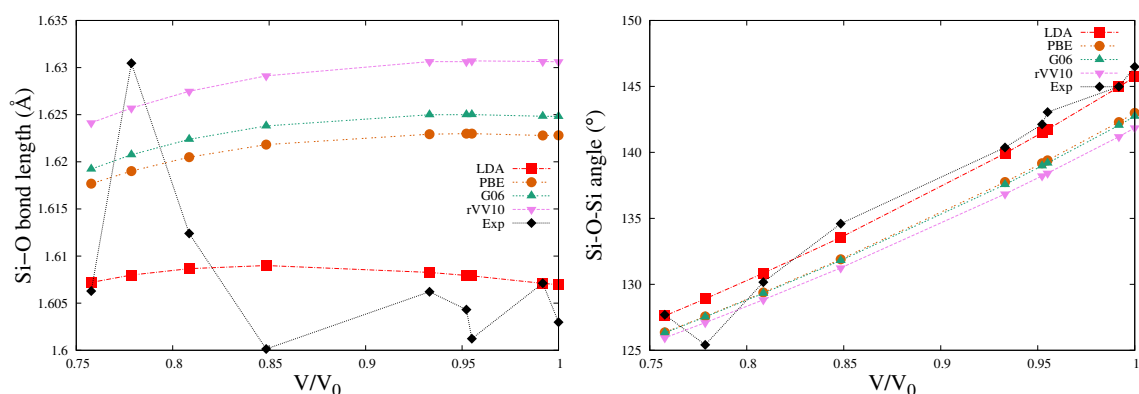 Si–O bond length (Å)
1.635
1.63
1.625
1.62
1.615
1.61
1.605
1.6
0.75
0.8
0.85
0.9
0.95
1
V/V0
LDA
PBE
G06
rVV10
Exp
Si-O-Si angle (°)
150
145
140
135
130
125
0.75
0.8
0.85
0.9
0.95
1
V/V0
LDA
PBE
G06
rVV10
Exp